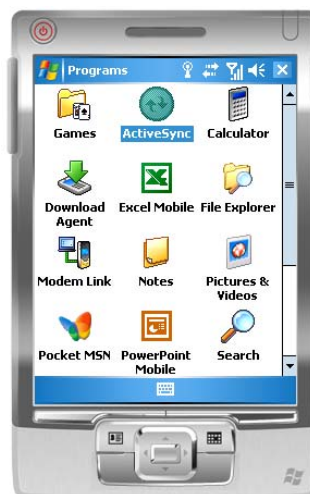 Programs
Games
ActiveSync
Calculator
Download
Agent
Excel Mobile
File Explorer
Modem Link
Notes
Pictures &
Videos
Pocket MSN
PowerPoint
Mobile
Search